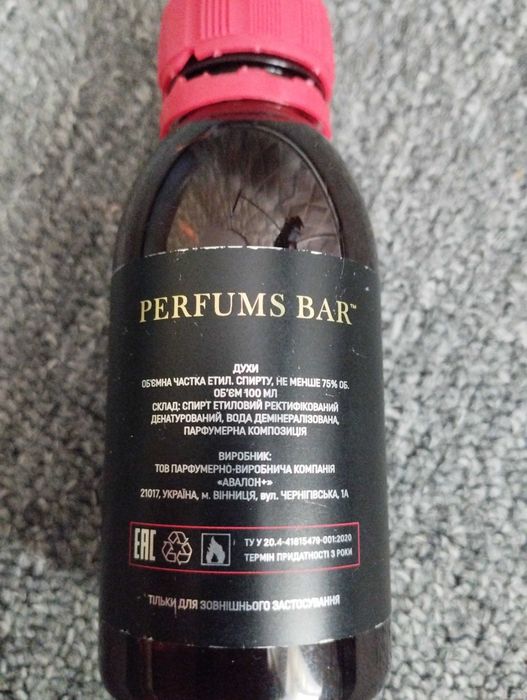 PERFUMS BAR™
ДУХИ
ОБ'ЄМНА ЧАСТКА ЕТИЛ. СПИРТУ, НЕ МЕНШЕ 75% ОБ.
ОБ'ЄМ 100 МЛ
СКЛАД: СПИРТ ЕТИЛОВИЙ РЕКТИФІКОВАНИЙ
ДЕНАТУРОВАНИЙ, ВОДА ДЕМІНЕРАЛІЗОВАНА,
ПАРФУМЕРНА КОМПОЗИЦІЯ
ВИРОБНИК:
ТОВ ПАРФУМЕРНО-ВИРОБНИЧА КОМПАНІЯ
«АВАЛОН+»
21017, УКРАЇНА, м. ВІННИЦЯ, вул. ЧЕРНІГІВСЬКА, 1А
EAC
ТУ У 20.4-41615479-001:2020
ТЕРМІН ПРИДАТНОСТІ 3 РОКИ
ТІЛЬКИ ДЛЯ ЗОВНІШНЬОГО ЗАСТОСУВАННЯ